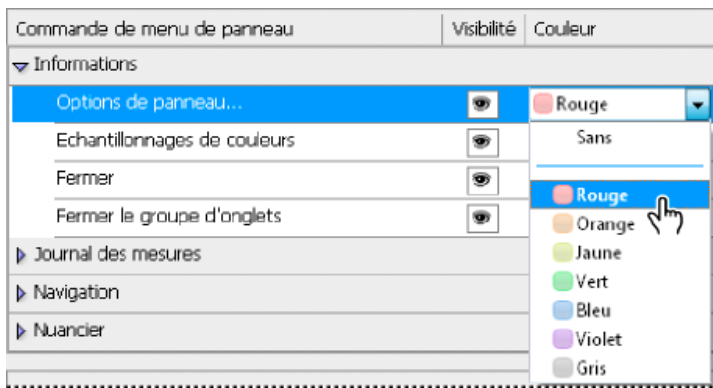 Commande de menu de panneau Visibilité Couleur
Informations
Options de panneau... Rouge
Echantillonnages de couleurs Sans
Fermer Rouge
Fermer le groupe d'onglets Orange
Journal des mesures Jaune
Navigation Vert
Bleu
Nuancier Violet
Gris